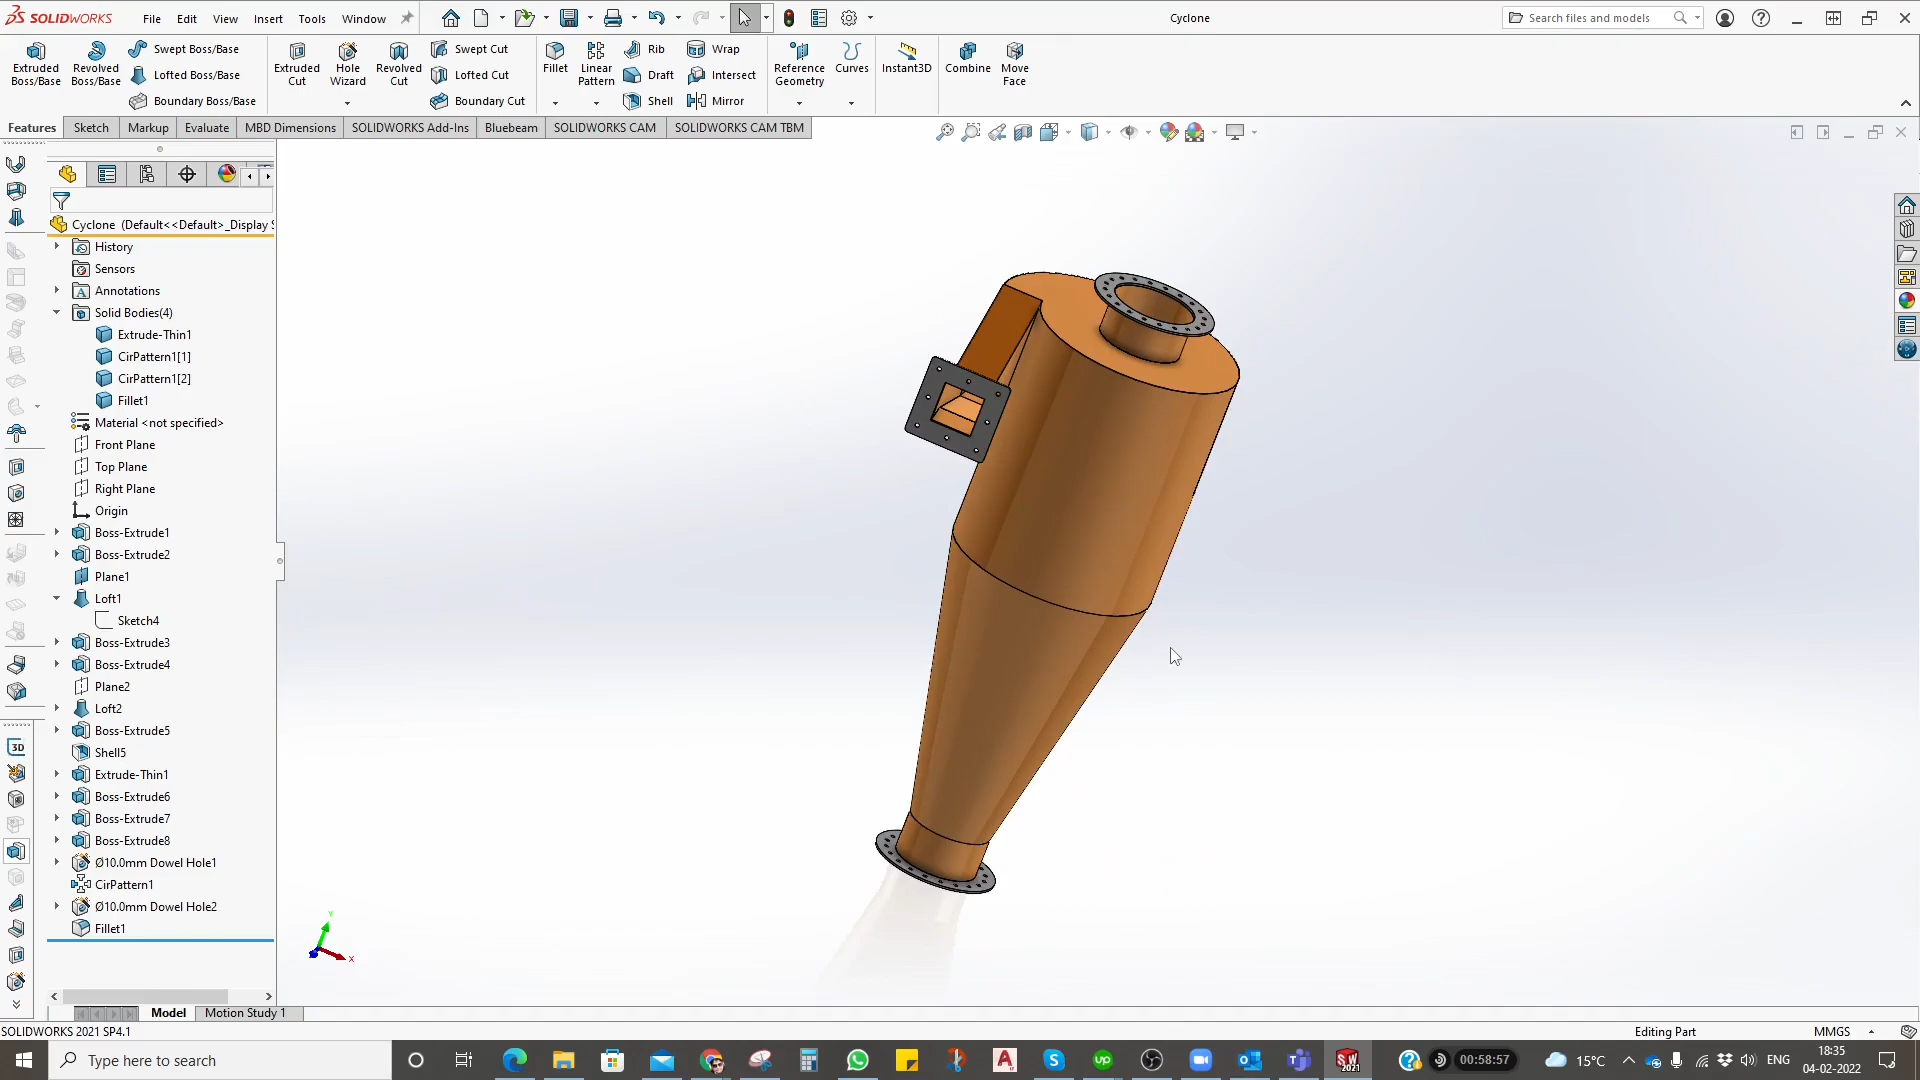 SOLIDWORKS File Edit View Insert Tools Window Cyclone Search files and models
Extruded Boss/Base
Revolved Boss/Base
Swept Boss/Base
Lofted Boss/Base
Boundary Boss/Base
Extruded Cut
Hole Wizard
Revolved Cut
Swept Cut
Lofted Cut
Boundary Cut
Fillet
Linear Pattern
Rib
Draft
Shell
Wrap
Intersect
Mirror
Reference Geometry
Curves
Instant3D
Combine
Move Face
Features Sketch Markup Evaluate MBD Dimensions SOLIDWORKS Add-Ins Bluebeam SOLIDWORKS CAM SOLIDWORKS CAM TBM
Cyclone (Default<<Default>_Display S
History
Sensors
Annotations
Solid Bodies(4)
Extrude-Thin1
CirPattern1[1]
CirPattern1[2]
Fillet1
Material <not specified>
Front Plane
Top Plane
Right Plane
Origin
Boss-Extrude1
Boss-Extrude2
Plane1
Loft1
Sketch4
Boss-Extrude3
Boss-Extrude4
Plane2
Loft2
Boss-Extrude5
Shell5
Extrude-Thin1
Boss-Extrude6
Boss-Extrude7
Boss-Extrude8
Ø10.0mm Dowel Hole1
CirPattern1
Ø10.0mm Dowel Hole2
Fillet1
3D
Y
X
Model Motion Study 1
SOLIDWORKS 2021 SP4.1 Editing Part MMGS
Type here to search
SW 2021
00:58:57
15°C
ENG
18:35
04-02-2022